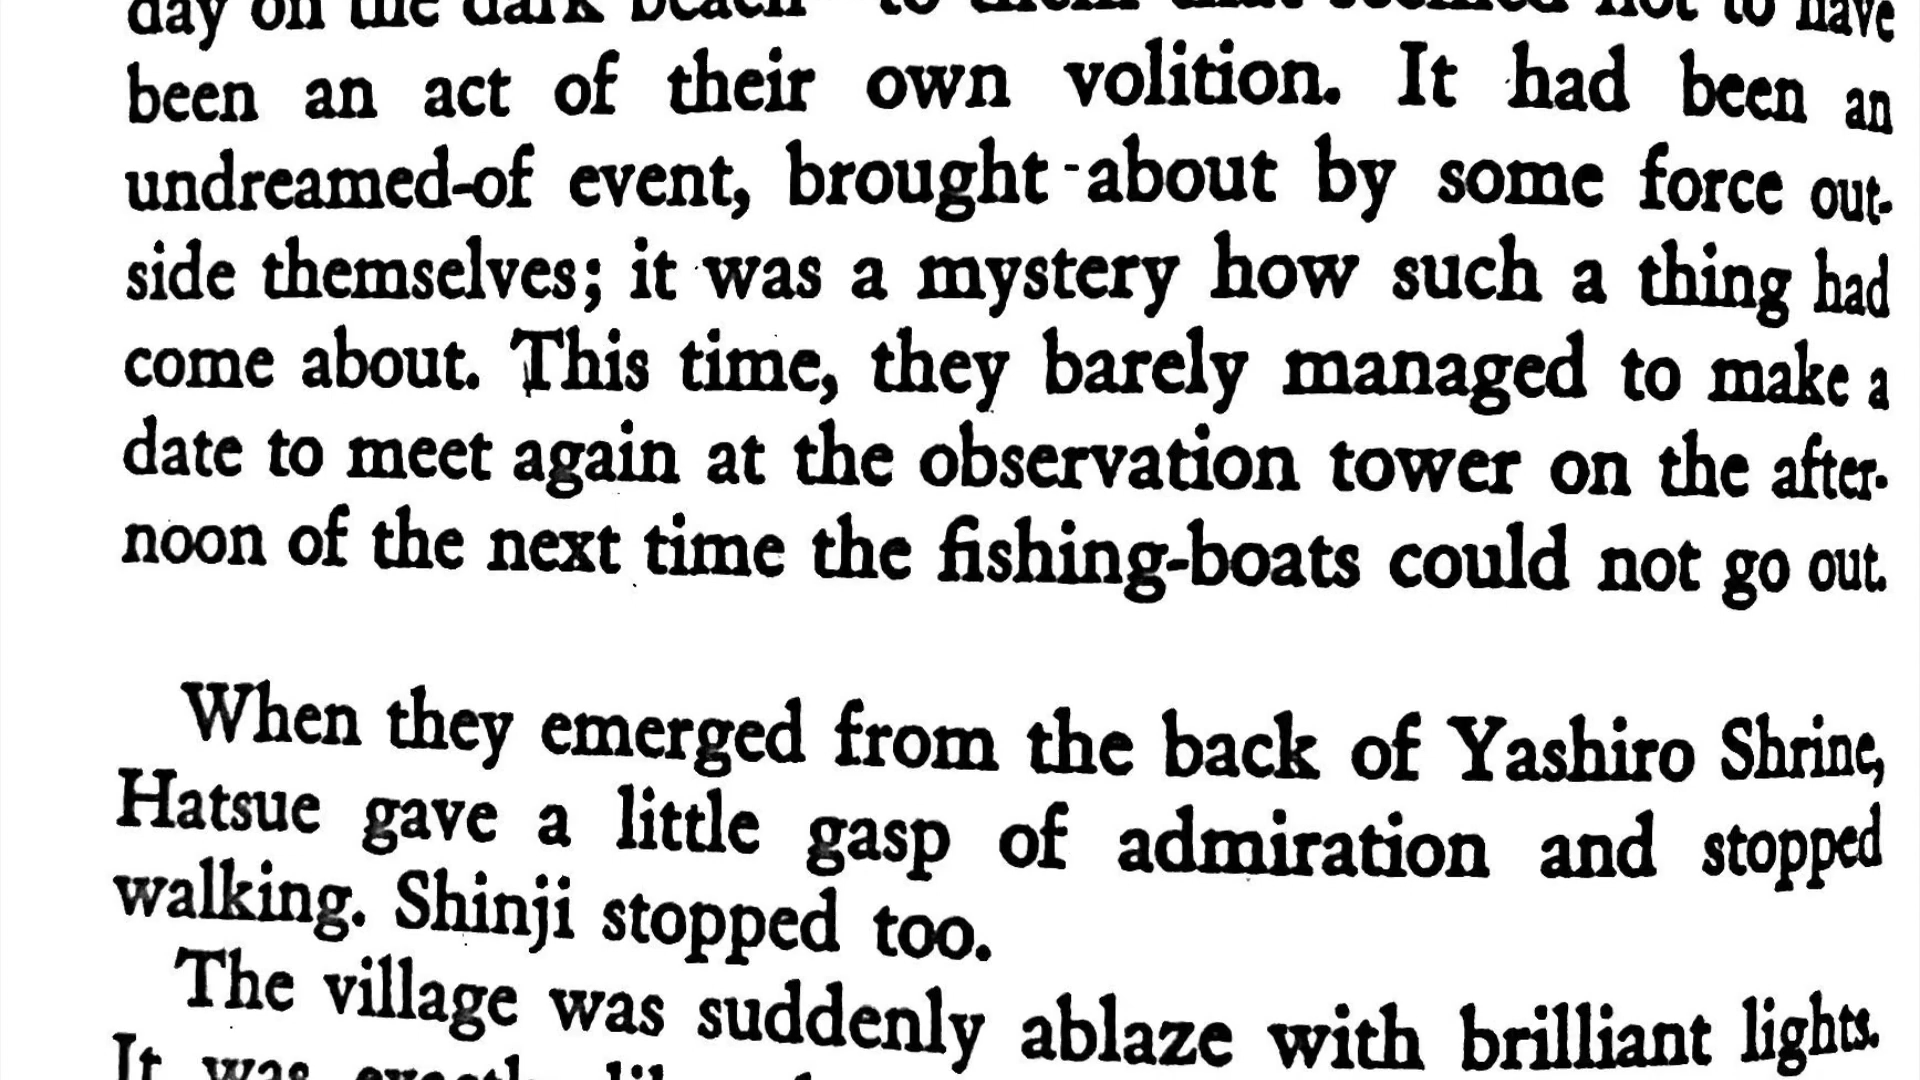 day on the dark beach—to them that seemed not to have
been an act of their own volition. It had been an
undreamed-of event, brought about by some force out-
side themselves; it was a mystery how such a thing had
come about. This time, they barely managed to make a
date to meet again at the observation tower on the after-
noon of the next time the fishing-boats could not go out.
When they emerged from the back of Yashiro Shrine,
Hatsue gave a little gasp of admiration and stopped
walking. Shinji stopped too.
The village was suddenly ablaze with brilliant lights.
It was exactly like